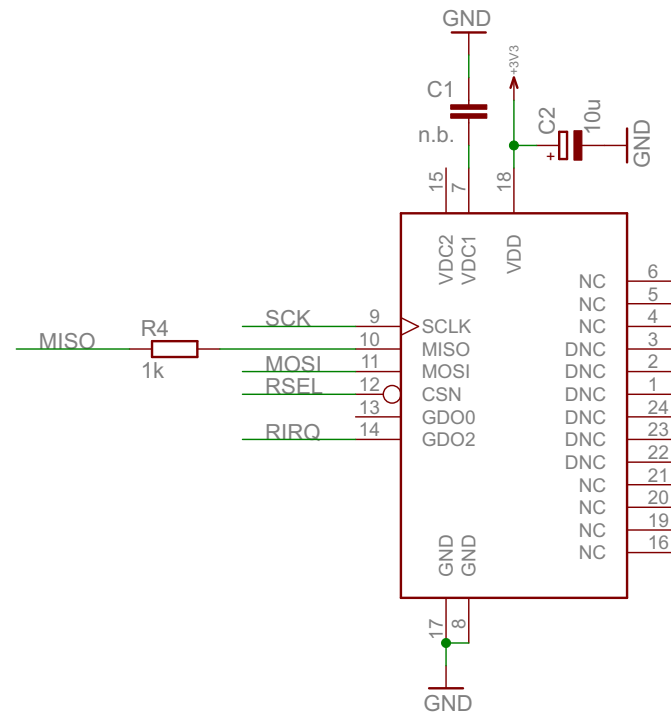 GND
+3V3
C1
n.b.
C2
10u
GND
15
7
18
VDC2
VDC1
VDD
SCK
9
SCLK
MISO
R4
1k
10
MISO
MOSI
11
MOSI
RSEL
12
CSN
13
GDO0
RIRQ
14
GDO2
NC
6
NC
5
NC
4
DNC
3
DNC
2
DNC
1
DNC
24
DNC
23
DNC
22
NC
21
NC
20
NC
19
NC
16
GND
GND
17
8
GND
+